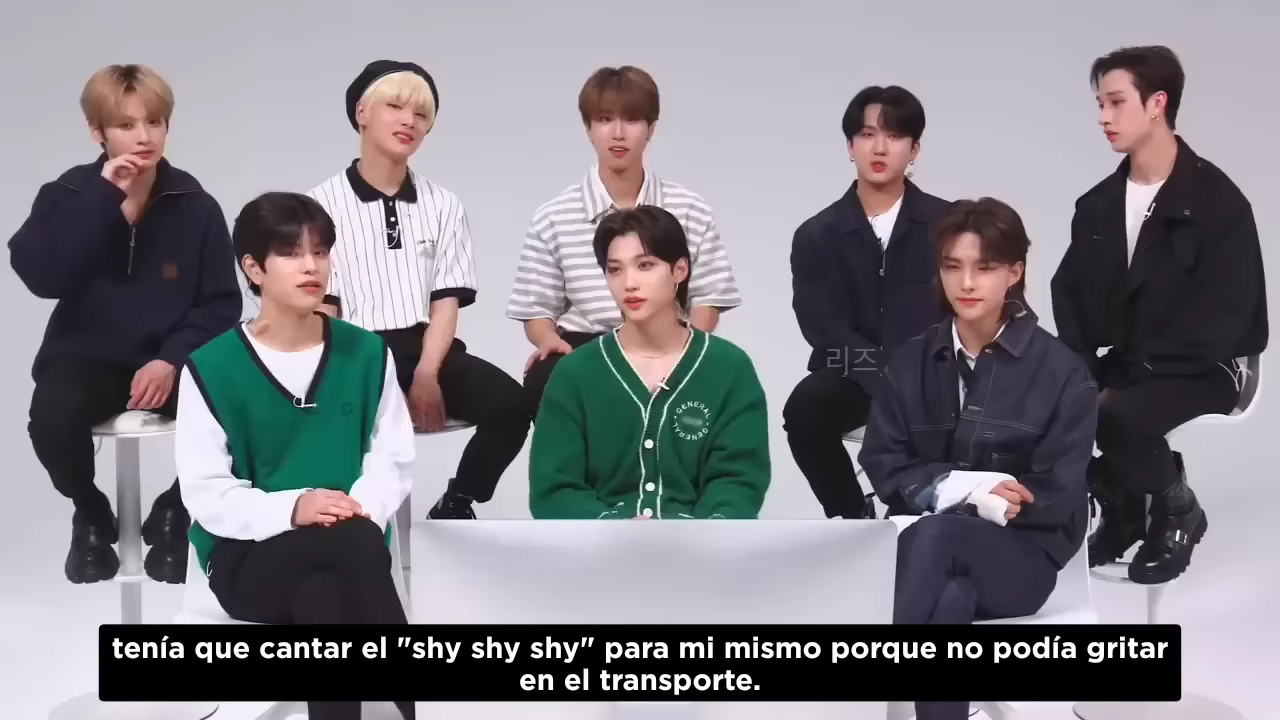 리즈
GENERAL
GENERAL
tenía que cantar el "shy shy shy" para mi mismo porque no podía gritar
en el transporte.